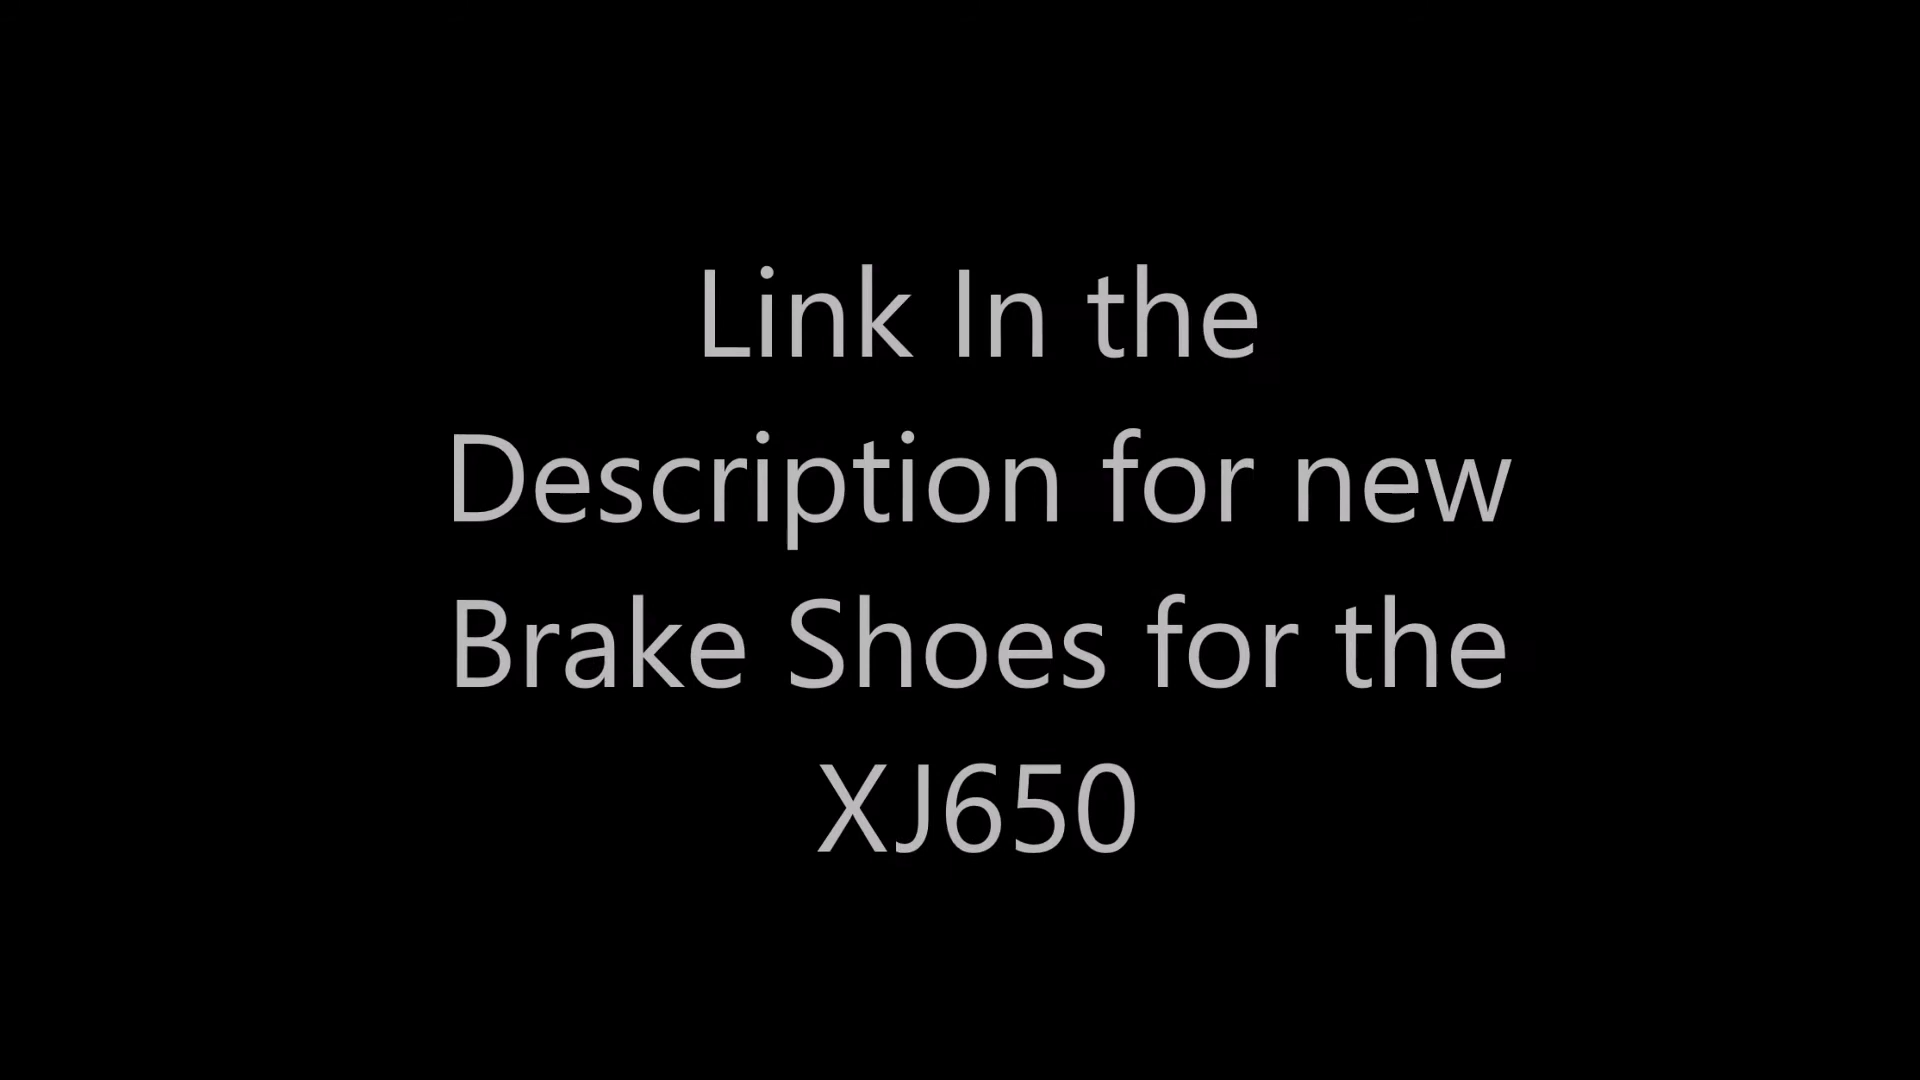 Link In the
Description for new
Brake Shoes for the
XJ650